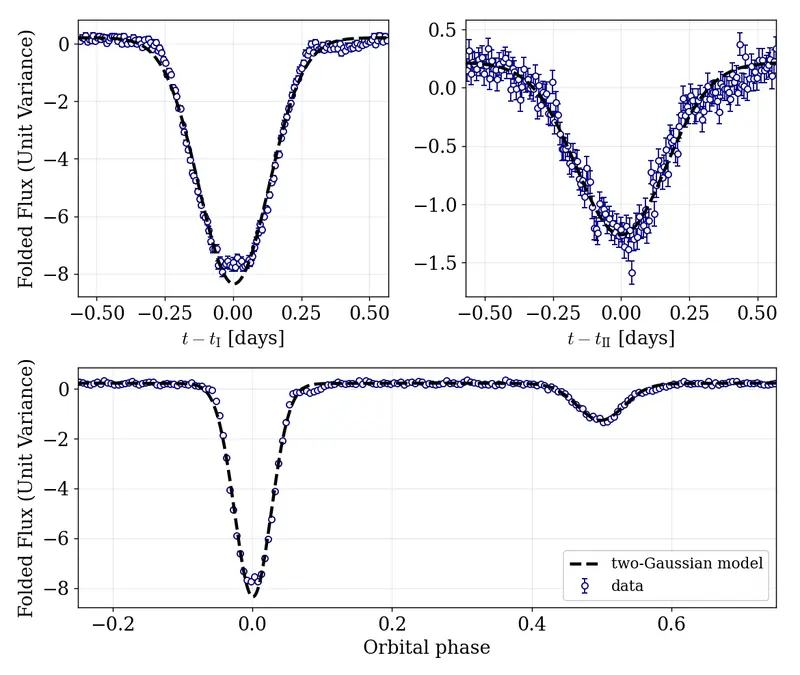 0
−2
−4
−6
−8
Folded Flux (Unit Variance)
−0.50 −0.25 0.00 0.25 0.50
t − t_I [days]
0.5
0.0
−0.5
−1.0
−1.5
−0.50 −0.25 0.00 0.25 0.50
t − t_II [days]
0
−2
−4
−6
−8
Folded Flux (Unit Variance)
two-Gaussian model
data
−0.2 0.0 0.2 0.4 0.6
Orbital phase